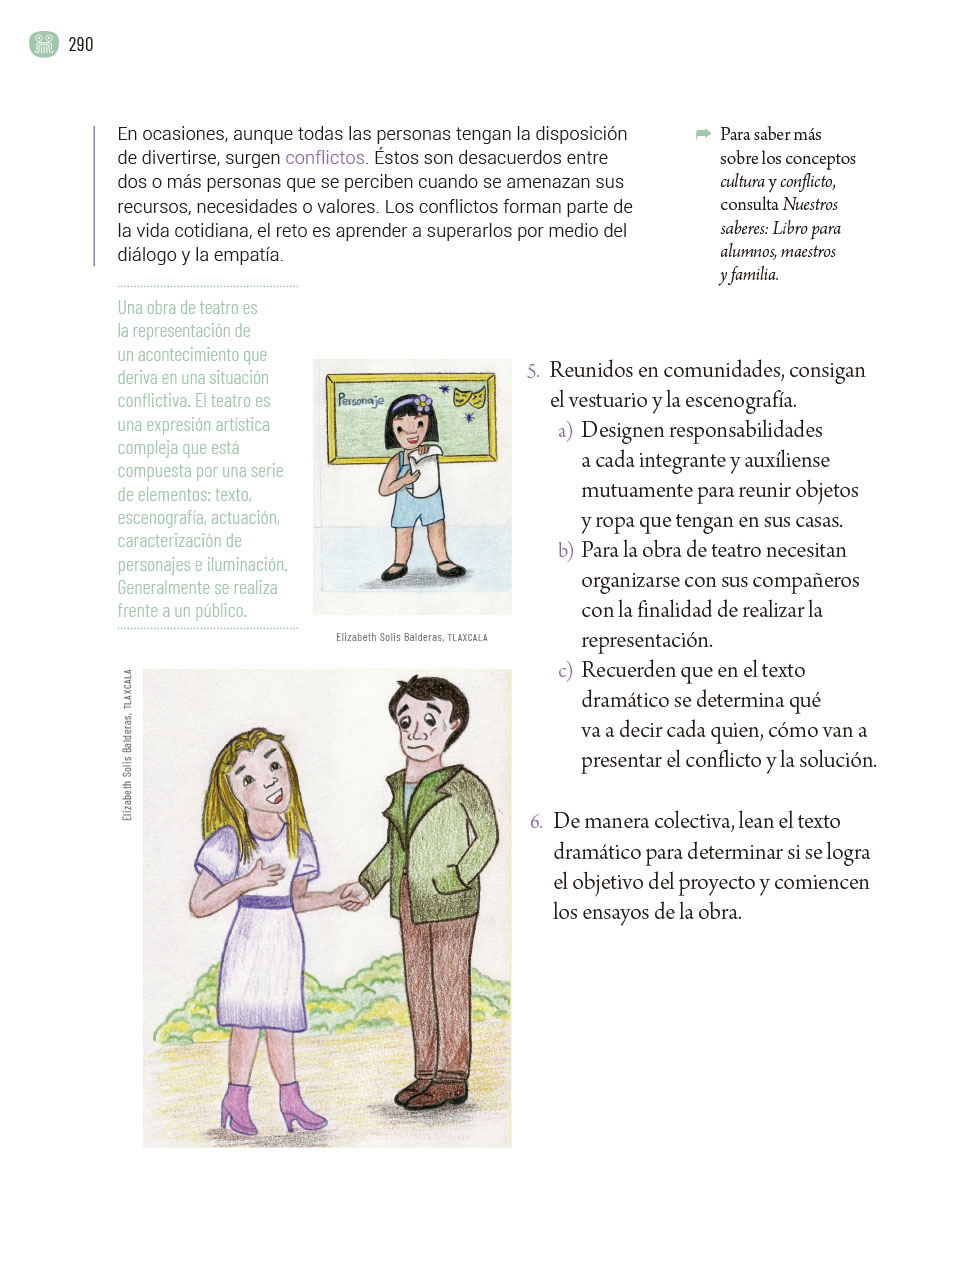 290
En ocasiones, aunque todas las personas tengan la disposición
de divertirse, surgen conflictos. Éstos son desacuerdos entre
dos o más personas que se perciben cuando se amenazan sus
recursos, necesidades o valores. Los conflictos forman parte de
la vida cotidiana, el reto es aprender a superarlos por medio del
diálogo y la empatía.
Para saber más
sobre los conceptos
cultura y conflicto,
consulta Nuestros
saberes: Libro para
alumnos, maestros
y familia.
Una obra de teatro es
la representación de
un acontecimiento que
deriva en una situación
conflictiva. El teatro es
una expresión artística
compleja que está
compuesta por una serie
de elementos: texto,
escenografía, actuación,
caracterización de
personajes e iluminación.
Generalmente se realiza
frente a un público.
Personaje
Elizabeth Solis Balderas, TLAXCALA
Elizabeth Solis Balderas, TLAXCALA
5. Reunidos en comunidades, consigan
el vestuario y la escenografía.
a) Designen responsabilidades
a cada integrante y auxíliense
mutuamente para reunir objetos
y ropa que tengan en sus casas.
b) Para la obra de teatro necesitan
organizarse con sus compañeros
con la finalidad de realizar la
representación.
c) Recuerden que en el texto
dramático se determina qué
va a decir cada quien, cómo van a
presentar el conflicto y la solución.
6. De manera colectiva, lean el texto
dramático para determinar si se logra
el objetivo del proyecto y comiencen
los ensayos de la obra.